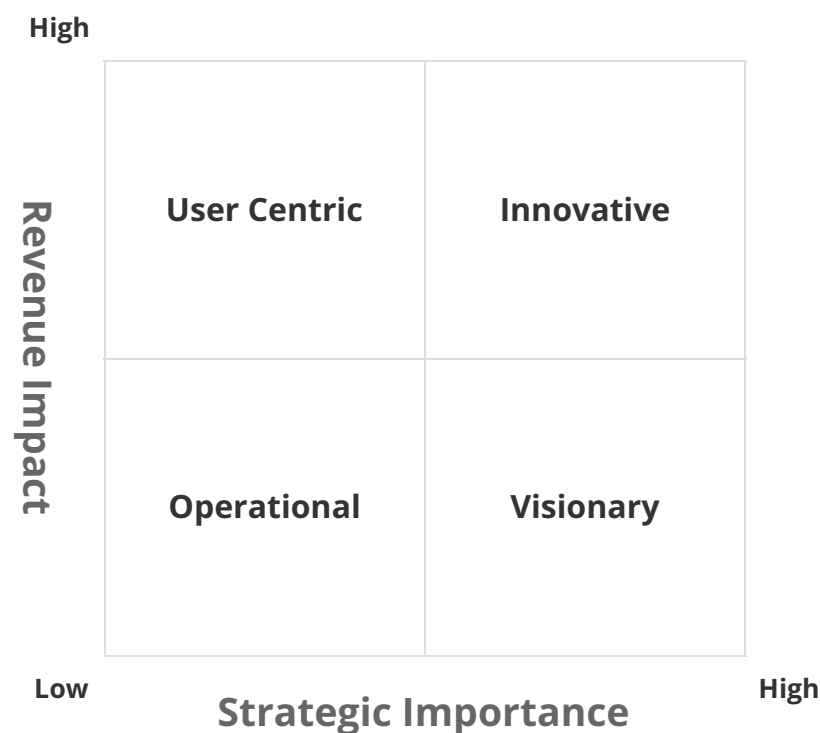 High
Revenue Impact
User Centric
Innovative
Operational
Visionary
Low
High
Strategic Importance